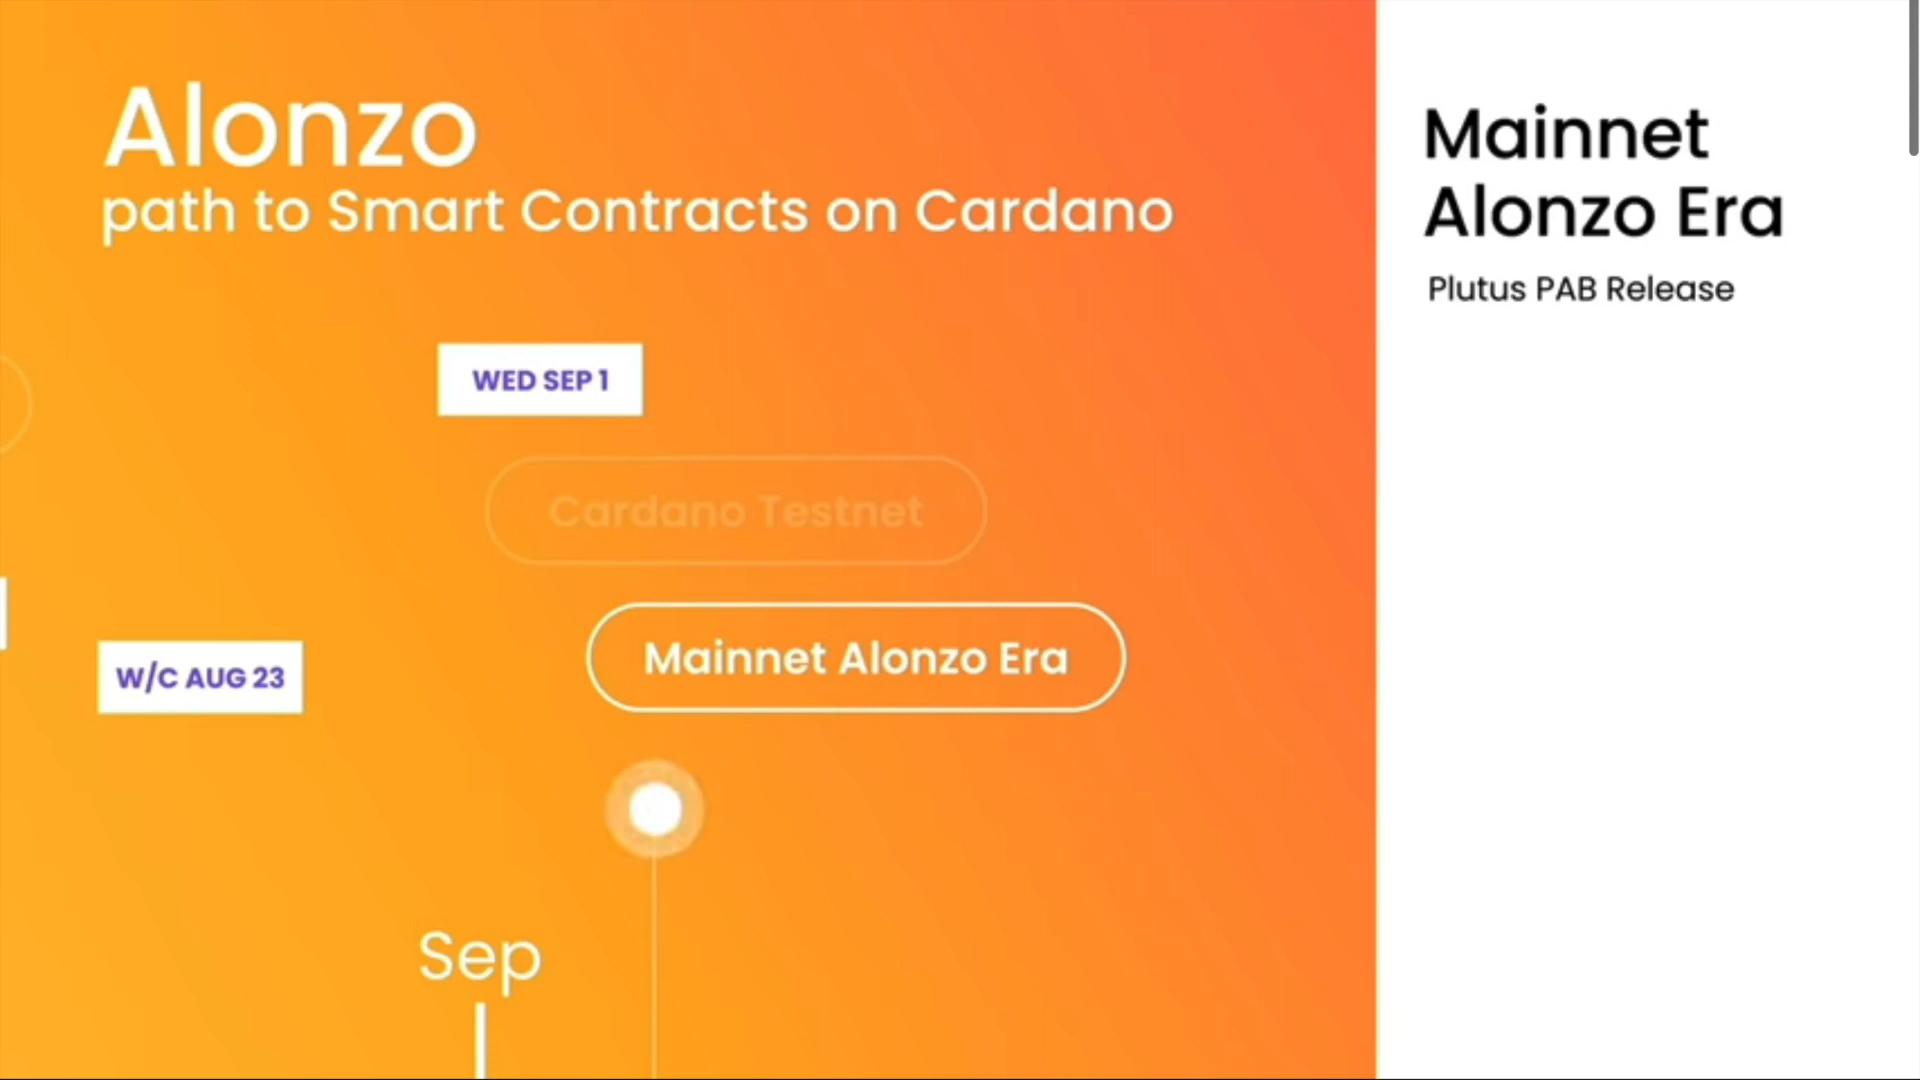 Alonzo
path to Smart Contracts on Cardano
WED SEP 1
Cardano Testnet
Mainnet Alonzo Era
W/C AUG 23
Sep
Mainnet
Alonzo Era
Plutus PAB Release